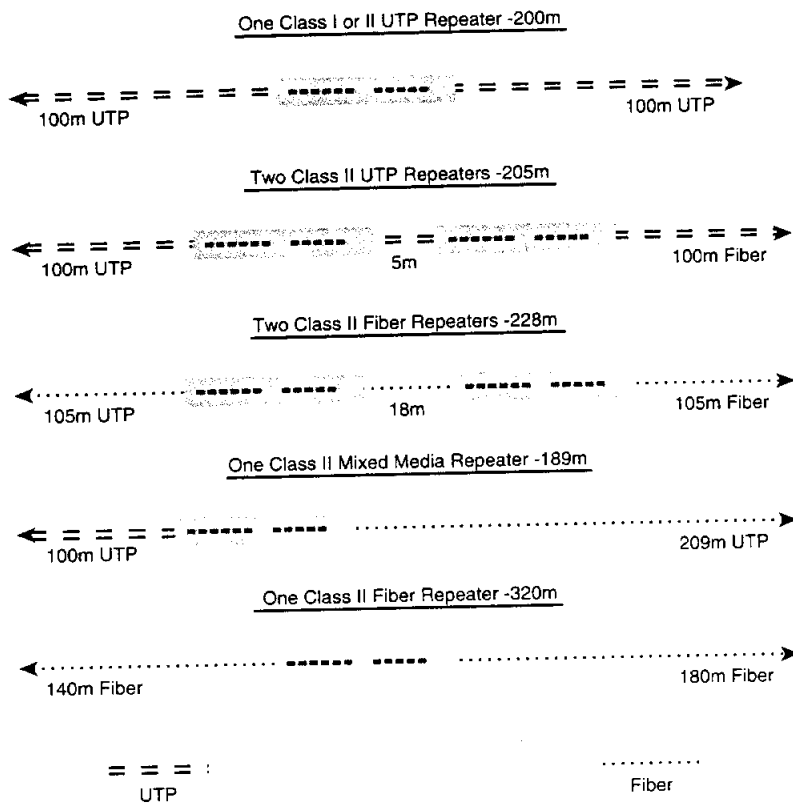 One Class I or II UTP Repeater -200m
100m UTP 100m UTP
Two Class II UTP Repeaters -205m
100m UTP 5m 100m Fiber
Two Class II Fiber Repeaters -228m
105m UTP 18m 105m Fiber
One Class II Mixed Media Repeater -189m
100m UTP 209m UTP
One Class II Fiber Repeater -320m
140m Fiber 180m Fiber
UTP Fiber